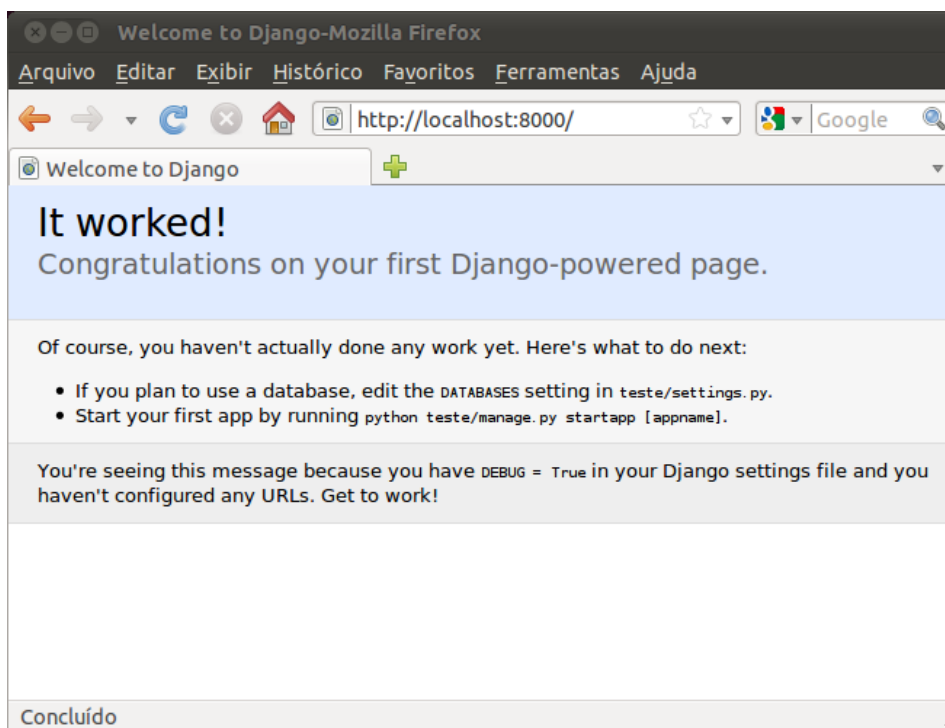 Welcome to Django-Mozilla Firefox
Arquivo Editar Exibir Histórico Favoritos Ferramentas Ajuda
http://localhost:8000/ Google
Welcome to Django
It worked!
Congratulations on your first Django-powered page.
Of course, you haven't actually done any work yet. Here's what to do next:
• If you plan to use a database, edit the DATABASES setting in teste/settings.py.
• Start your first app by running python teste/manage.py startapp [appname].
You're seeing this message because you have DEBUG = True in your Django settings file and you
haven't configured any URLs. Get to work!
Concluído